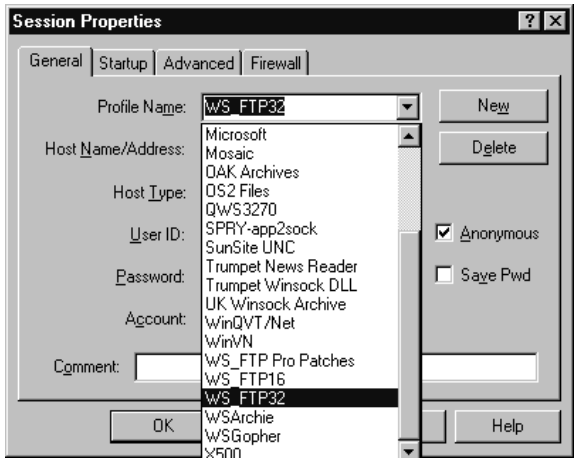 Session Properties
General Startup Advanced Firewall
Profile Name: WS_FTP32 New
Microsoft
Mosaic
OAK Archives
OS2 Files
QWS3270
SPRY-app2sock
SunSite UNC
Trumpet News Reader
Trumpet Winsock DLL
UK Winsock Archive
WinQVT/Net
WinVN
WS_FTP Pro Patches
WS_FTP16
WS_FTP32
WSArchie
WSGopher
X500
Host Name/Address: Delete
Host Type:
User ID: Anonymous
Password: Save Pwd
Account:
Comment:
OK Help